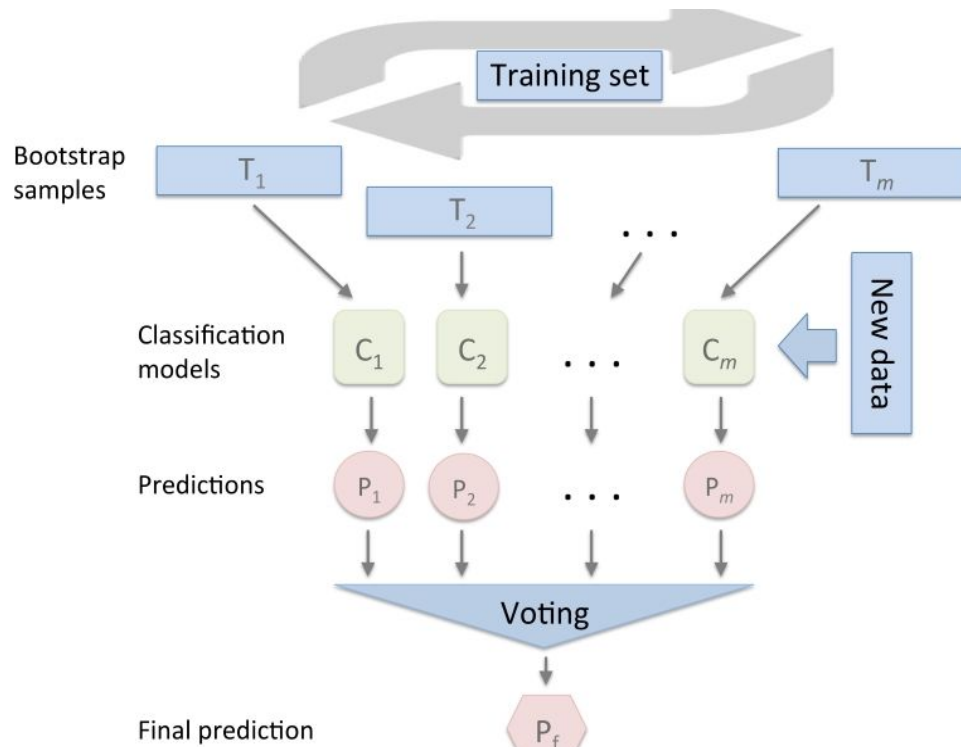 Training set
Bootstrap
samples
T1
T2
. . .
Tm
New data
Classification
models
C1
C2
. . .
Cm
Predictions
P1
P2
. . .
Pm
Voting
Final prediction
Pf